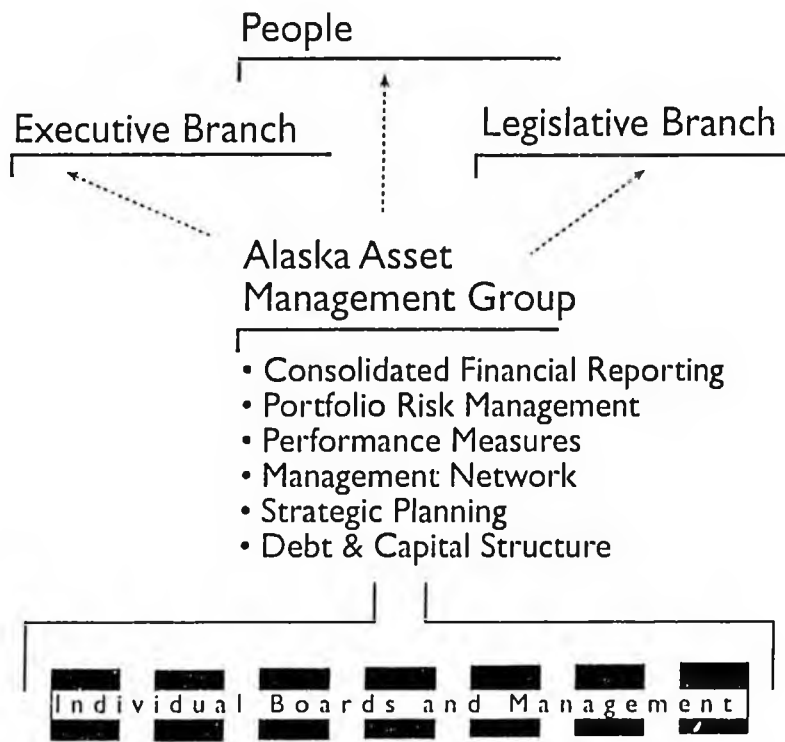 People
Executive Branch
Legislative Branch
Alaska Asset
Management Group
• Consolidated Financial Reporting
• Portfolio Risk Management
• Performance Measures
• Management Network
• Strategic Planning
• Debt & Capital Structure
Individual Boards and Management